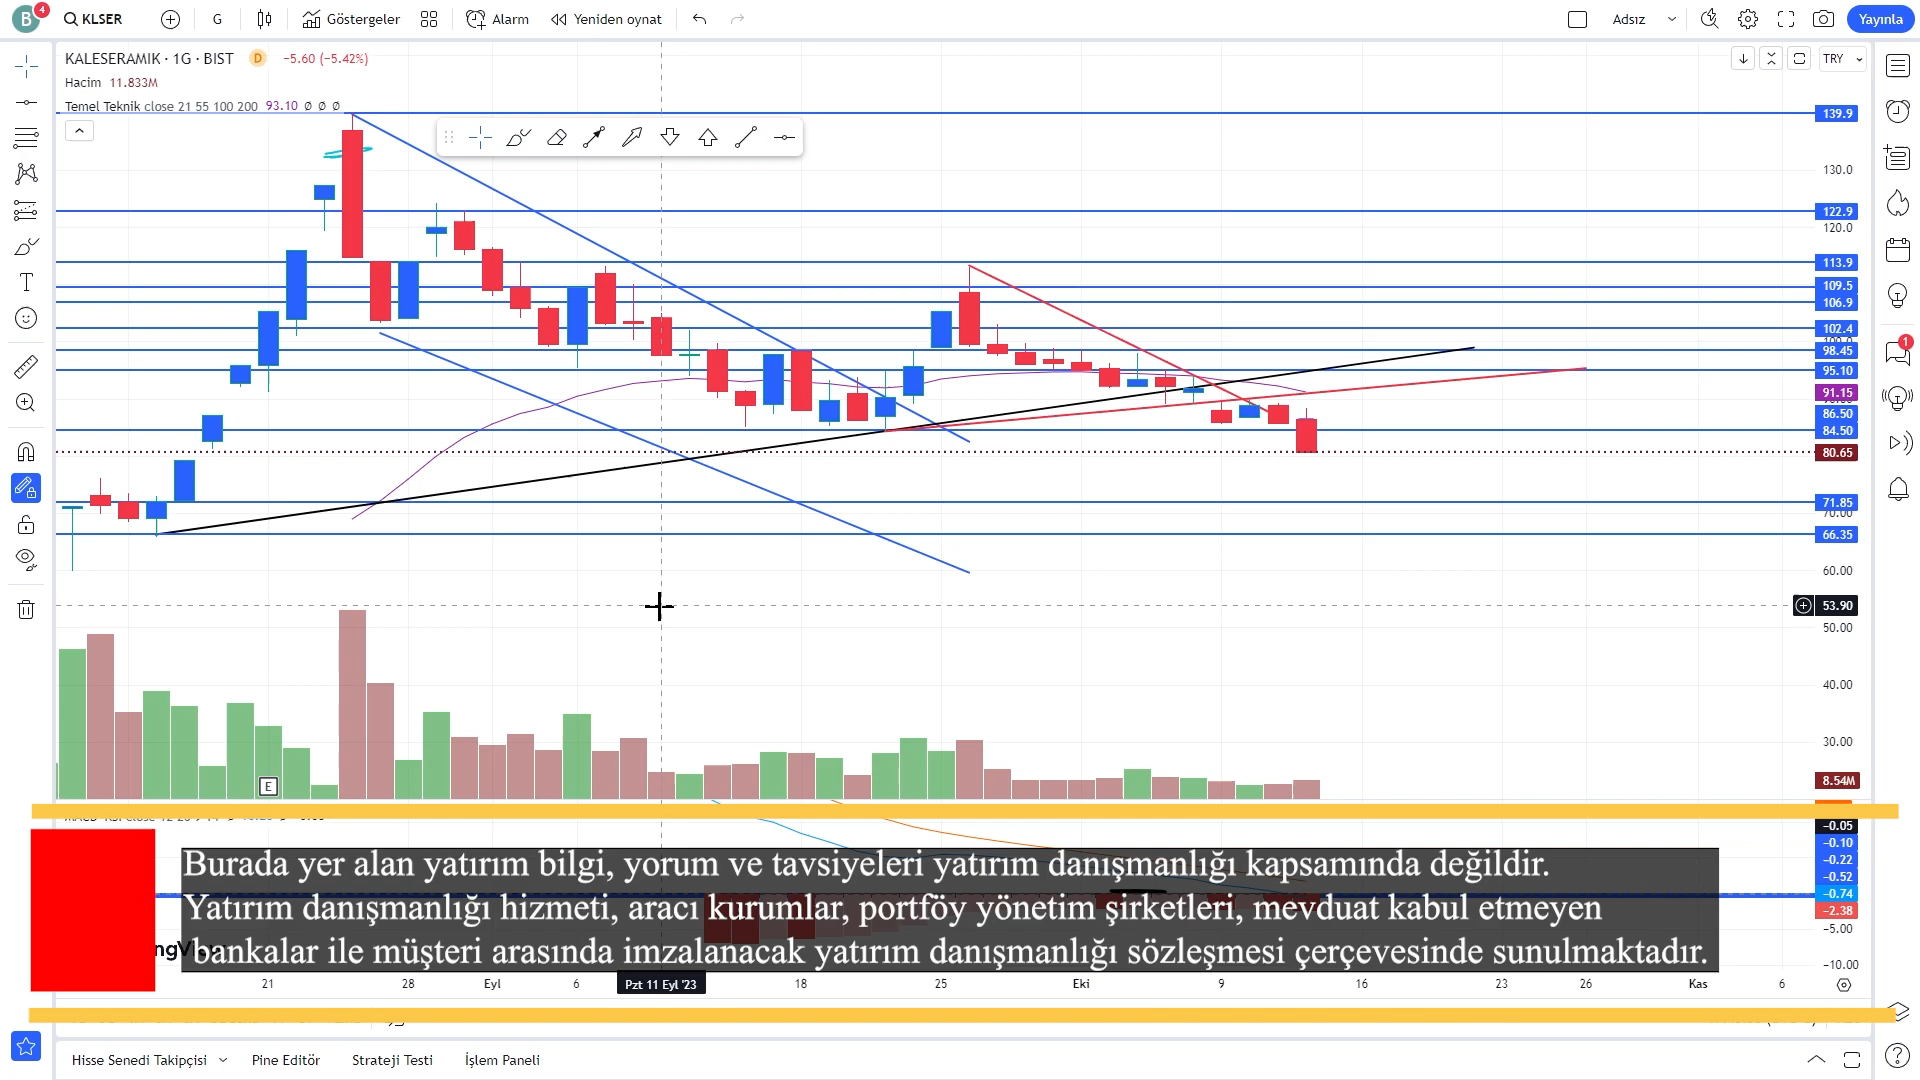 B 4 KLSER G Göstergeler Alarm Yeniden oynat Adsız Yayınla
KALESERAMIK · 1G · BIST D −5.60 (−5.42%) TRY
Hacim 11.833M
Temel Teknik close 21 55 100 200 93.10 ∅ ∅ ∅
139.9
130.0
122.9
120.0
113.9
109.5
106.9
102.4
98.45
95.10
91.15
86.50
84.50
80.65
71.85
70.00
66.35
60.00
53.90
50.00
40.00
30.00
8.54M
E
−0.05
−0.10
−0.22
−0.52
−0.74
−2.38
−5.00
−10.00
1
Burada yer alan yatırım bilgi, yorum ve tavsiyeleri yatırım danışmanlığı kapsamında değildir.
Yatırım danışmanlığı hizmeti, aracı kurumlar, portföy yönetim şirketleri, mevduat kabul etmeyen
bankalar ile müşteri arasında imzalanacak yatırım danışmanlığı sözleşmesi çerçevesinde sunulmaktadır.
21 28 Eyl 6 Pzt 11 Eyl '23 18 25 Eki 9 16 23 26 Kas 6
Hisse Senedi Takipçisi Pine Editör Strateji Testi İşlem Paneli